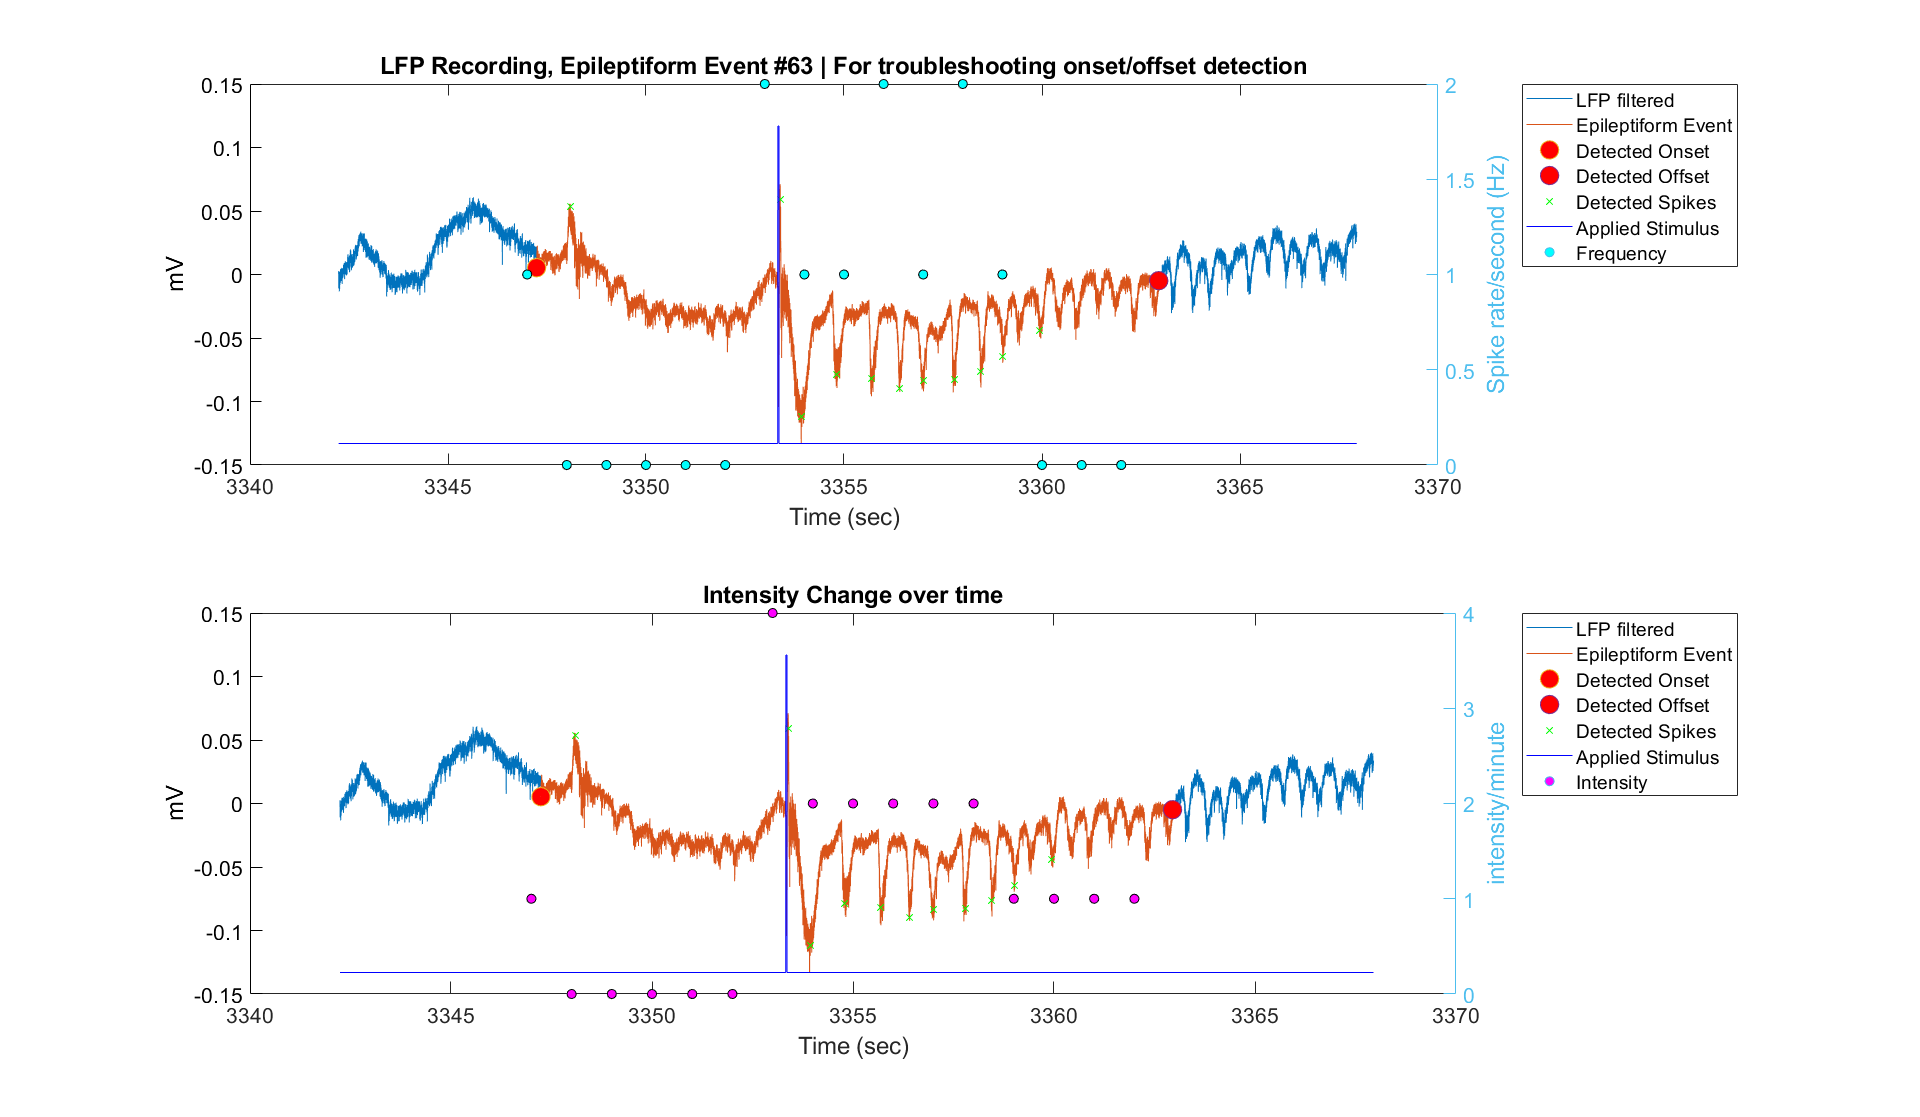 LFP Recording, Epileptiform Event #63 | For troubleshooting onset/offset detection
0.15
0.1
0.05
0
-0.05
-0.1
-0.15
mV
3340
3345
3350
3355
3360
3365
3370
Time (sec)
2
1.5
1
0.5
0
Spike rate/second (Hz)
LFP filtered
Epileptiform Event
Detected Onset
Detected Offset
Detected Spikes
Applied Stimulus
Frequency
Intensity Change over time
0.15
0.1
0.05
0
-0.05
-0.1
-0.15
mV
3340
3345
3350
3355
3360
3365
3370
Time (sec)
4
3
2
1
0
intensity/minute
LFP filtered
Epileptiform Event
Detected Onset
Detected Offset
Detected Spikes
Applied Stimulus
Intensity